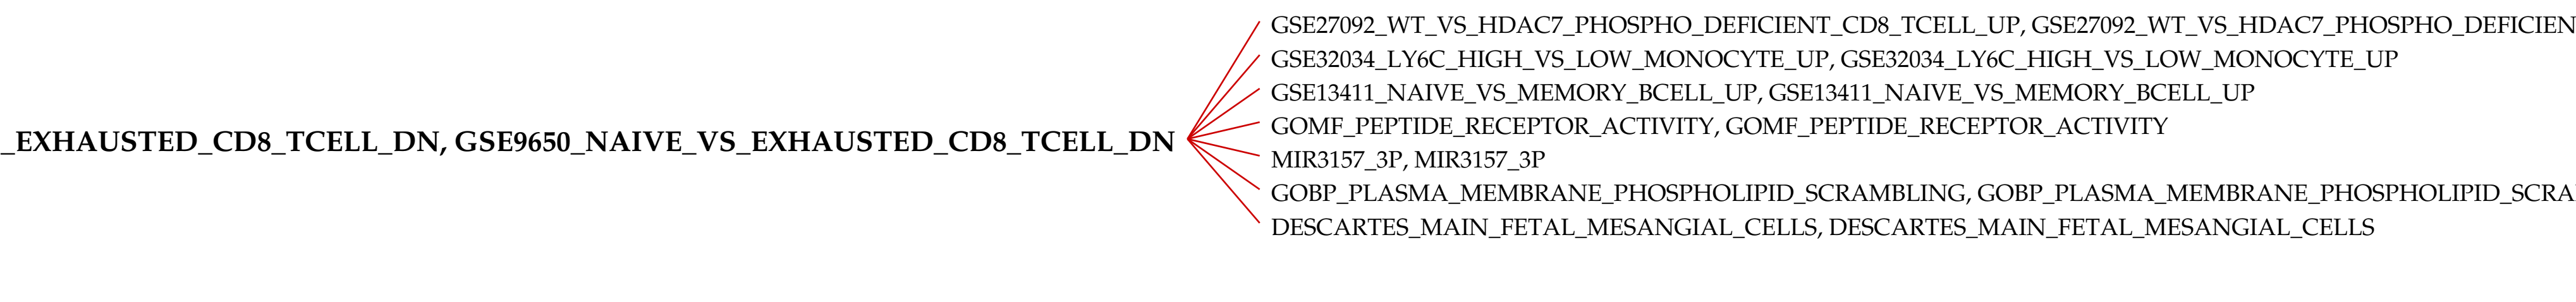 _EXHAUSTED_CD8_TCELL_DN, GSE9650_NAIVE_VS_EXHAUSTED_CD8_TCELL_DN
GSE27092_WT_VS_HDAC7_PHOSPHO_DEFICIENT_CD8_TCELL_UP, GSE27092_WT_VS_HDAC7_PHOSPHO_DEFICIEN
GSE32034_LY6C_HIGH_VS_LOW_MONOCYTE_UP, GSE32034_LY6C_HIGH_VS_LOW_MONOCYTE_UP
GSE13411_NAIVE_VS_MEMORY_BCELL_UP, GSE13411_NAIVE_VS_MEMORY_BCELL_UP
GOMF_PEPTIDE_RECEPTOR_ACTIVITY, GOMF_PEPTIDE_RECEPTOR_ACTIVITY
MIR3157_3P, MIR3157_3P
GOBP_PLASMA_MEMBRANE_PHOSPHOLIPID_SCRAMBLING, GOBP_PLASMA_MEMBRANE_PHOSPHOLIPID_SCRA
DESCARTES_MAIN_FETAL_MESANGIAL_CELLS, DESCARTES_MAIN_FETAL_MESANGIAL_CELLS